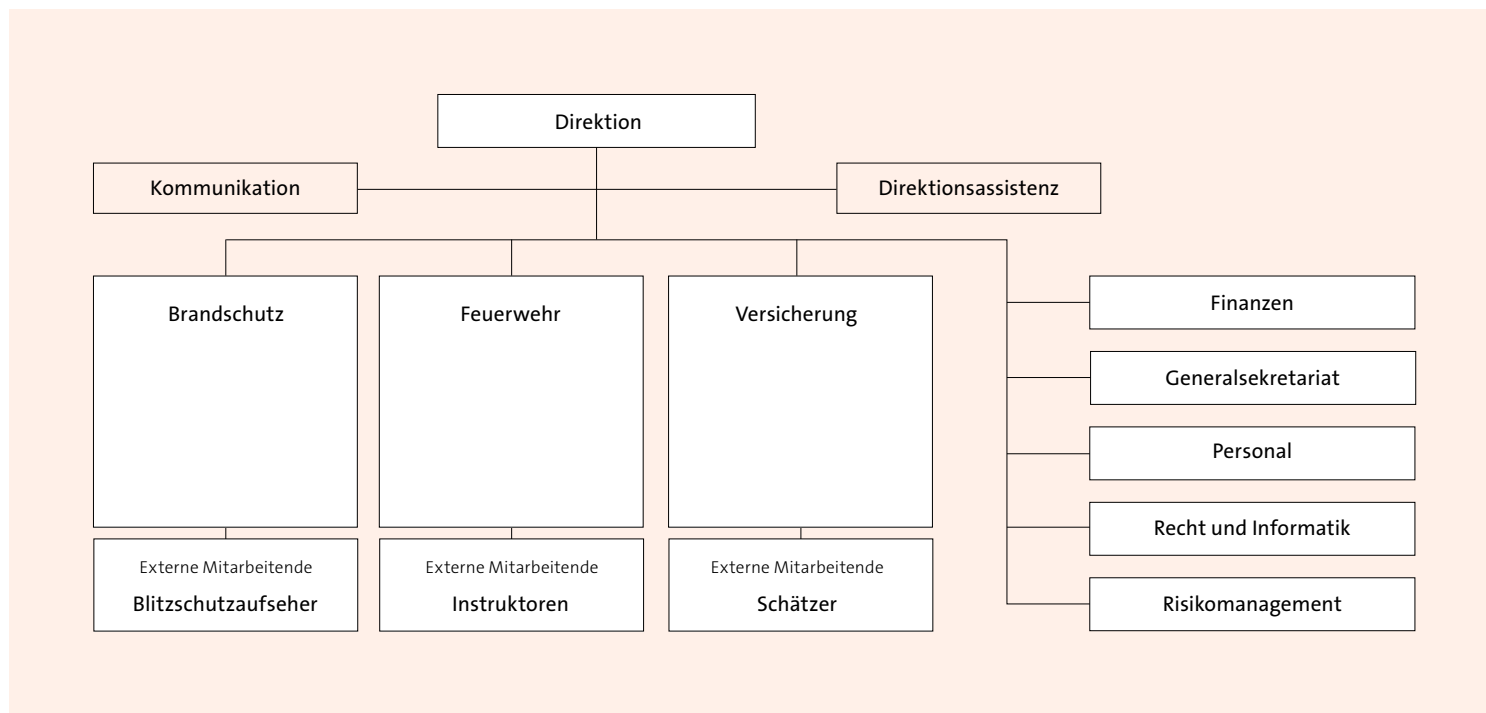 Direktion
Kommunikation
Direktionsassistenz
Brandschutz
Feuerwehr
Versicherung
Finanzen
Generalsekretariat
Personal
Recht und Informatik
Risikomanagement
Externe Mitarbeitende
Blitzschutzaufseher
Externe Mitarbeitende
Instruktoren
Externe Mitarbeitende
Schätzer